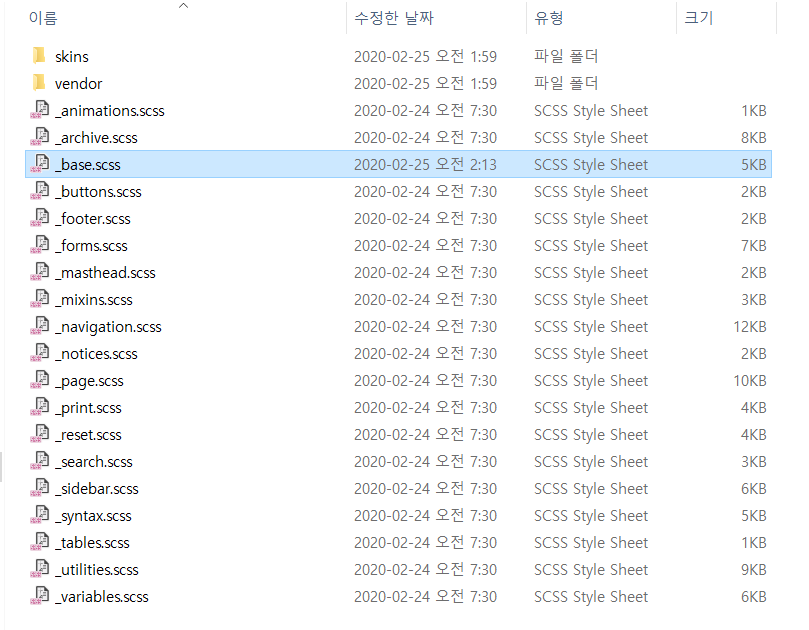 이름 수정한 날짜 유형 크기
skins 2020-02-25 오전 1:59 파일 폴더
vendor 2020-02-25 오전 1:59 파일 폴더
_animations.scss 2020-02-24 오전 7:30 SCSS Style Sheet 1KB
_archive.scss 2020-02-24 오전 7:30 SCSS Style Sheet 8KB
_base.scss 2020-02-25 오전 2:13 SCSS Style Sheet 5KB
_buttons.scss 2020-02-24 오전 7:30 SCSS Style Sheet 2KB
_footer.scss 2020-02-24 오전 7:30 SCSS Style Sheet 2KB
_forms.scss 2020-02-24 오전 7:30 SCSS Style Sheet 7KB
_masthead.scss 2020-02-24 오전 7:30 SCSS Style Sheet 2KB
_mixins.scss 2020-02-24 오전 7:30 SCSS Style Sheet 3KB
_navigation.scss 2020-02-24 오전 7:30 SCSS Style Sheet 12KB
_notices.scss 2020-02-24 오전 7:30 SCSS Style Sheet 2KB
_page.scss 2020-02-24 오전 7:30 SCSS Style Sheet 10KB
_print.scss 2020-02-24 오전 7:30 SCSS Style Sheet 4KB
_reset.scss 2020-02-24 오전 7:30 SCSS Style Sheet 4KB
_search.scss 2020-02-24 오전 7:30 SCSS Style Sheet 3KB
_sidebar.scss 2020-02-24 오전 7:30 SCSS Style Sheet 6KB
_syntax.scss 2020-02-24 오전 7:30 SCSS Style Sheet 5KB
_tables.scss 2020-02-24 오전 7:30 SCSS Style Sheet 1KB
_utilities.scss 2020-02-24 오전 7:30 SCSS Style Sheet 9KB
_variables.scss 2020-02-24 오전 7:30 SCSS Style Sheet 6KB